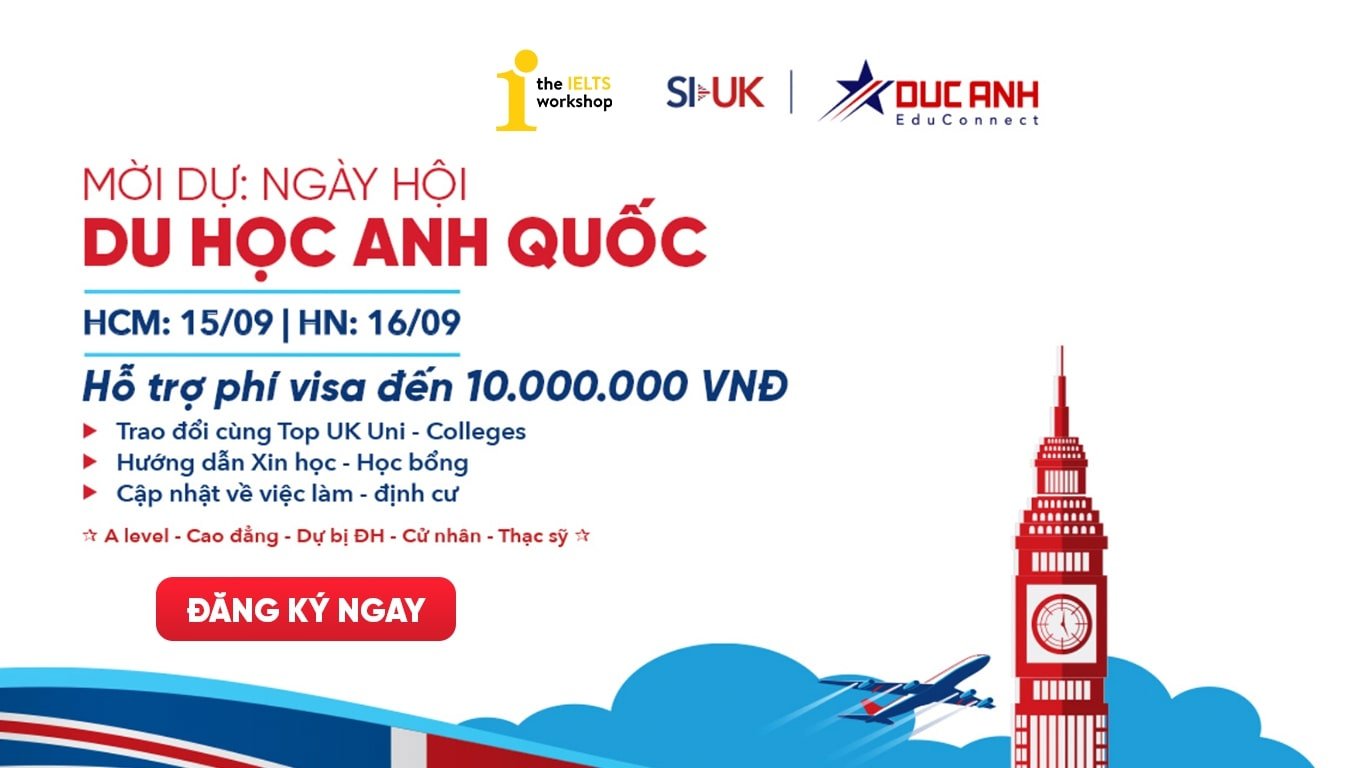 the IELTS
workshop
SI-UK
DUC ANH
EduConnect
MỜI DỰ: NGÀY HỘI
DU HỌC ANH QUỐC
HCM: 15/09 | HN: 16/09
Hỗ trợ phí visa đến 10.000.000 VNĐ
Trao đổi cùng Top UK Uni - Colleges
Hướng dẫn Xin học - Học bổng
Cập nhật về việc làm - định cư
☆ A level - Cao đẳng - Dự bị ĐH - Cử nhân - Thạc sỹ ☆
ĐĂNG KÝ NGAY